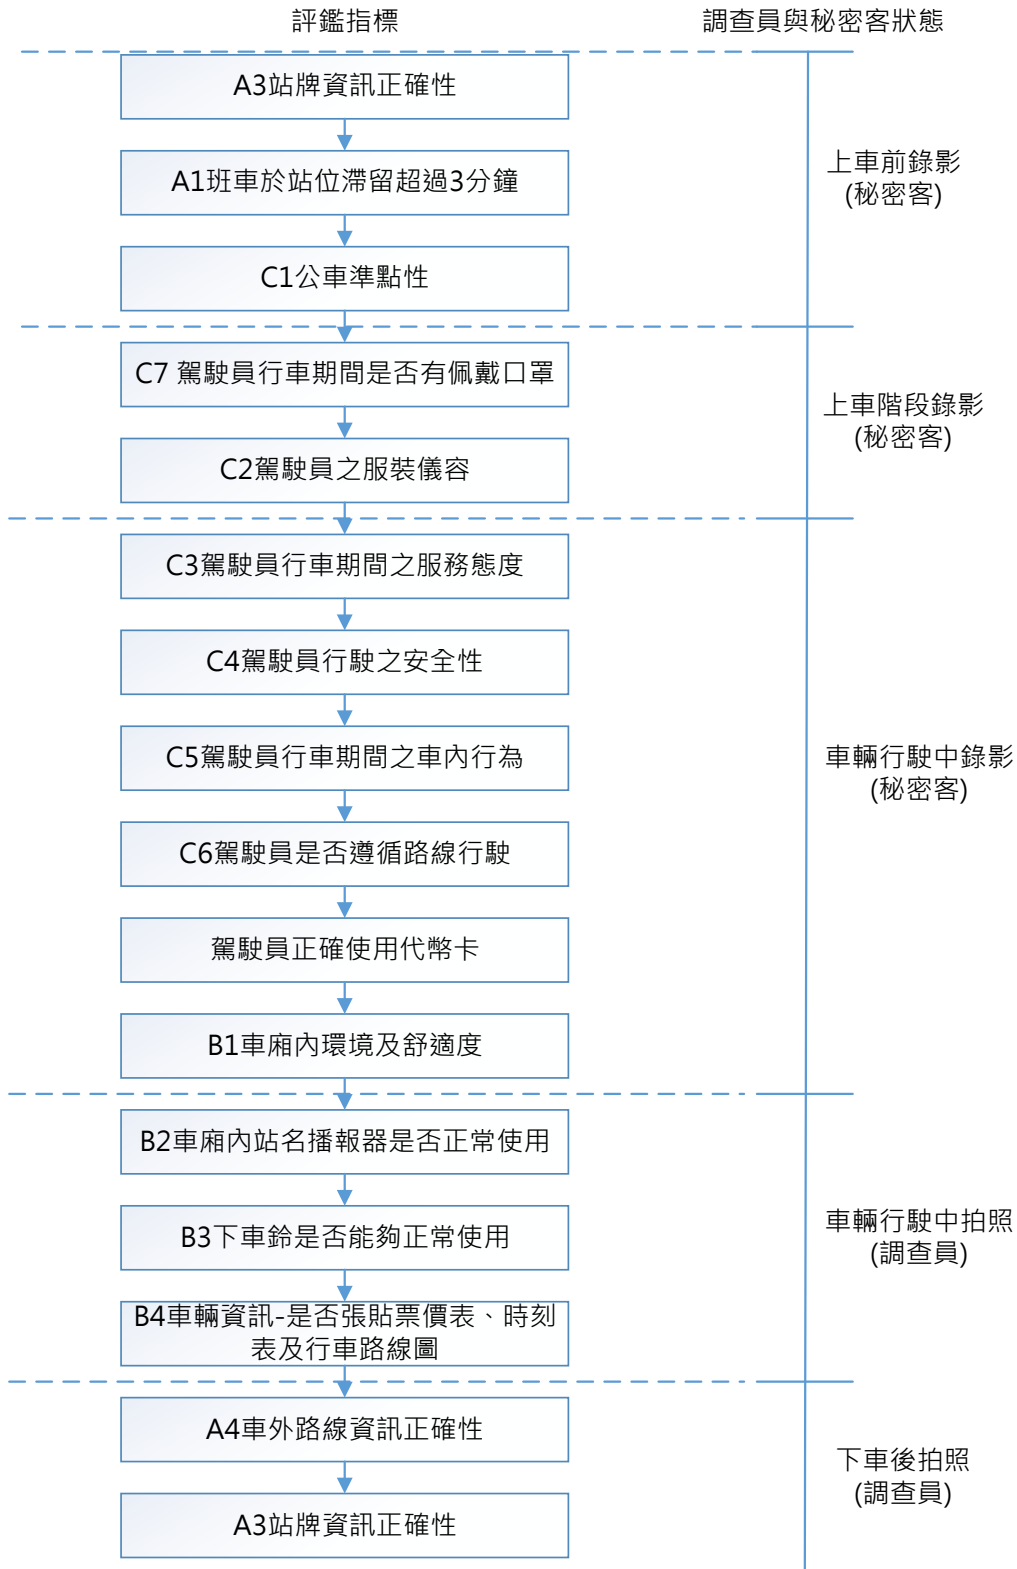 評鑑指標
調查員與秘密客狀態
A3站牌資訊正確性
A1班車於站位滯留超過3分鐘
C1公車準點性
上車前錄影
(秘密客)
C7 駕駛員行車期間是否有佩戴口罩
C2駕駛員之服裝儀容
上車階段錄影
(秘密客)
C3駕駛員行車期間之服務態度
C4駕駛員行駛之安全性
C5駕駛員行車期間之車內行為
C6駕駛員是否遵循路線行駛
駕駛員正確使用代幣卡
B1車廂內環境及舒適度
車輛行駛中錄影
(秘密客)
B2車廂內站名播報器是否正常使用
B3下車鈴是否能夠正常使用
B4車輛資訊-是否張貼票價表、時刻
表及行車路線圖
車輛行駛中拍照
(調查員)
A4車外路線資訊正確性
A3站牌資訊正確性
下車後拍照
(調查員)